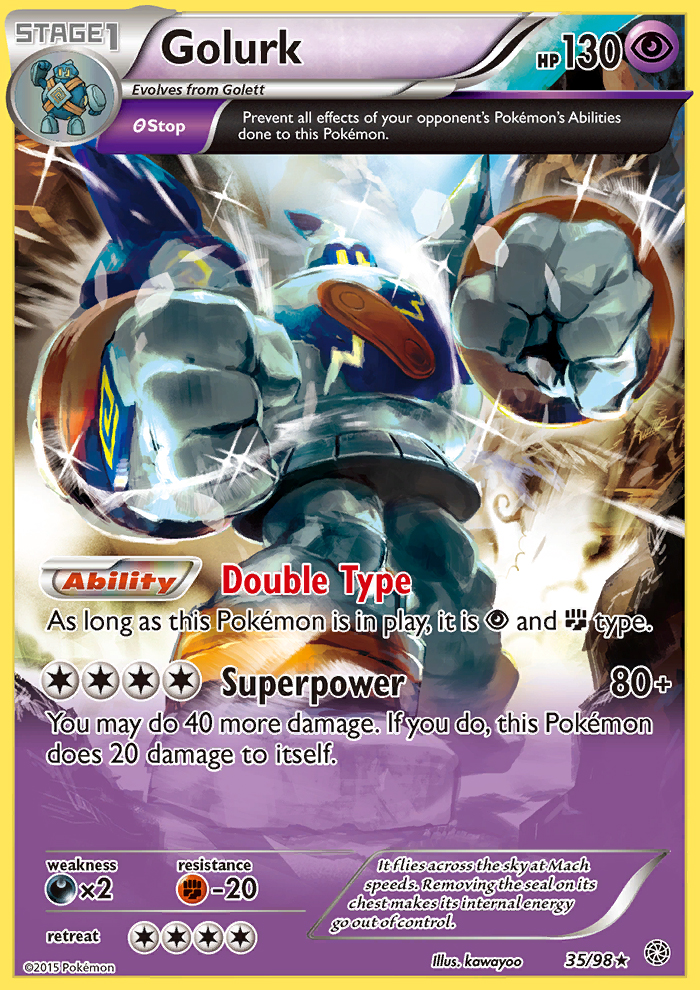 STAGE1
Golurk
HP130
Evolves from Golett
θStop
Prevent all effects of your opponent's Pokémon's Abilities
done to this Pokémon.
Ability
Double Type
As long as this Pokémon is in play, it is and type.
Superpower 80+
You may do 40 more damage. If you do, this Pokémon
does 20 damage to itself.
weakness
×2
resistance
-20
retreat
It flies across the sky at Mach
speeds. Removing the seal on its
chest makes its internal energy
go out of control.
©2015 Pokémon
Illus. kawayoo
35/98★